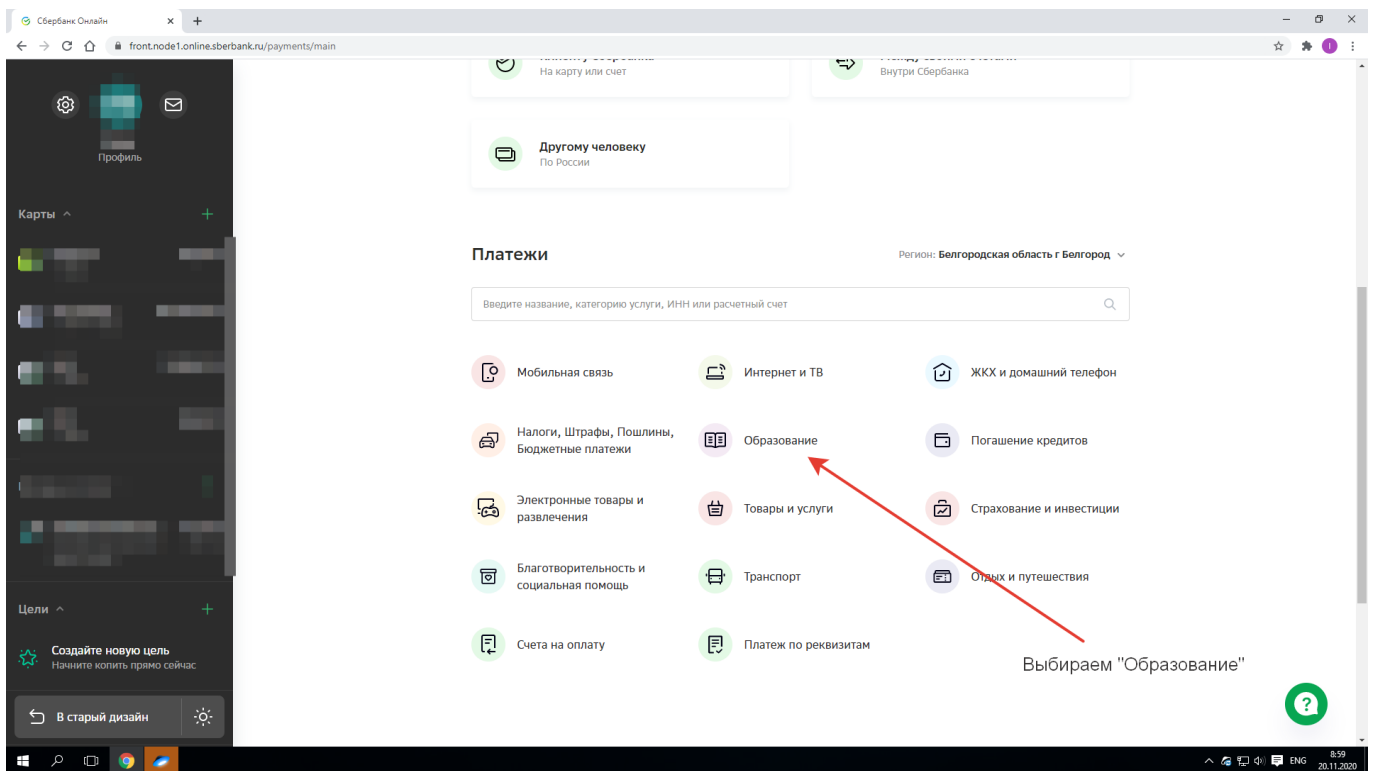 Сбербанк Онлайн
front.node1.online.sberbank.ru/payments/main
На карту или счет
Внутри Сбербанка
Профиль
Другому человеку
По России
Карты
Платежи
Регион: Белгородская область г Белгород
Введите название, категорию услуги, ИНН или расчетный счет
Мобильная связь
Интернет и ТВ
ЖКХ и домашний телефон
Налоги, Штрафы, Пошлины,
Бюджетные платежи
Образование
Погашение кредитов
Электронные товары и
развлечения
Товары и услуги
Страхование и инвестиции
Благотворительность и
социальная помощь
Транспорт
Отдых и путешествия
Цели
Создайте новую цель
Начните копить прямо сейчас
Счета на оплату
Платеж по реквизитам
Выбираем "Образование"
В старый дизайн
ENG
8:59
20.11.2020